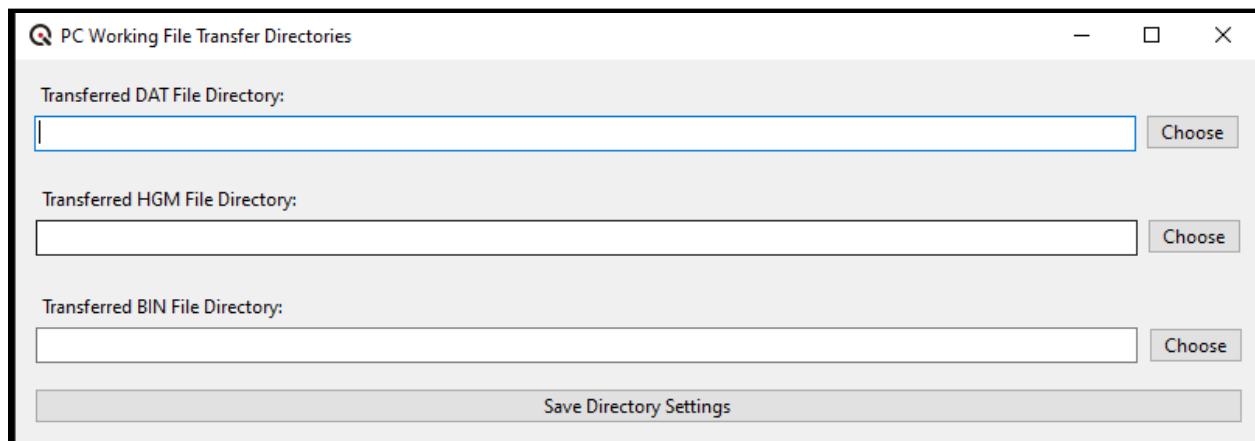 PC Working File Transfer Directories
Transferred DAT File Directory:
Choose
Transferred HGM File Directory:
Choose
Transferred BIN File Directory:
Choose
Save Directory Settings